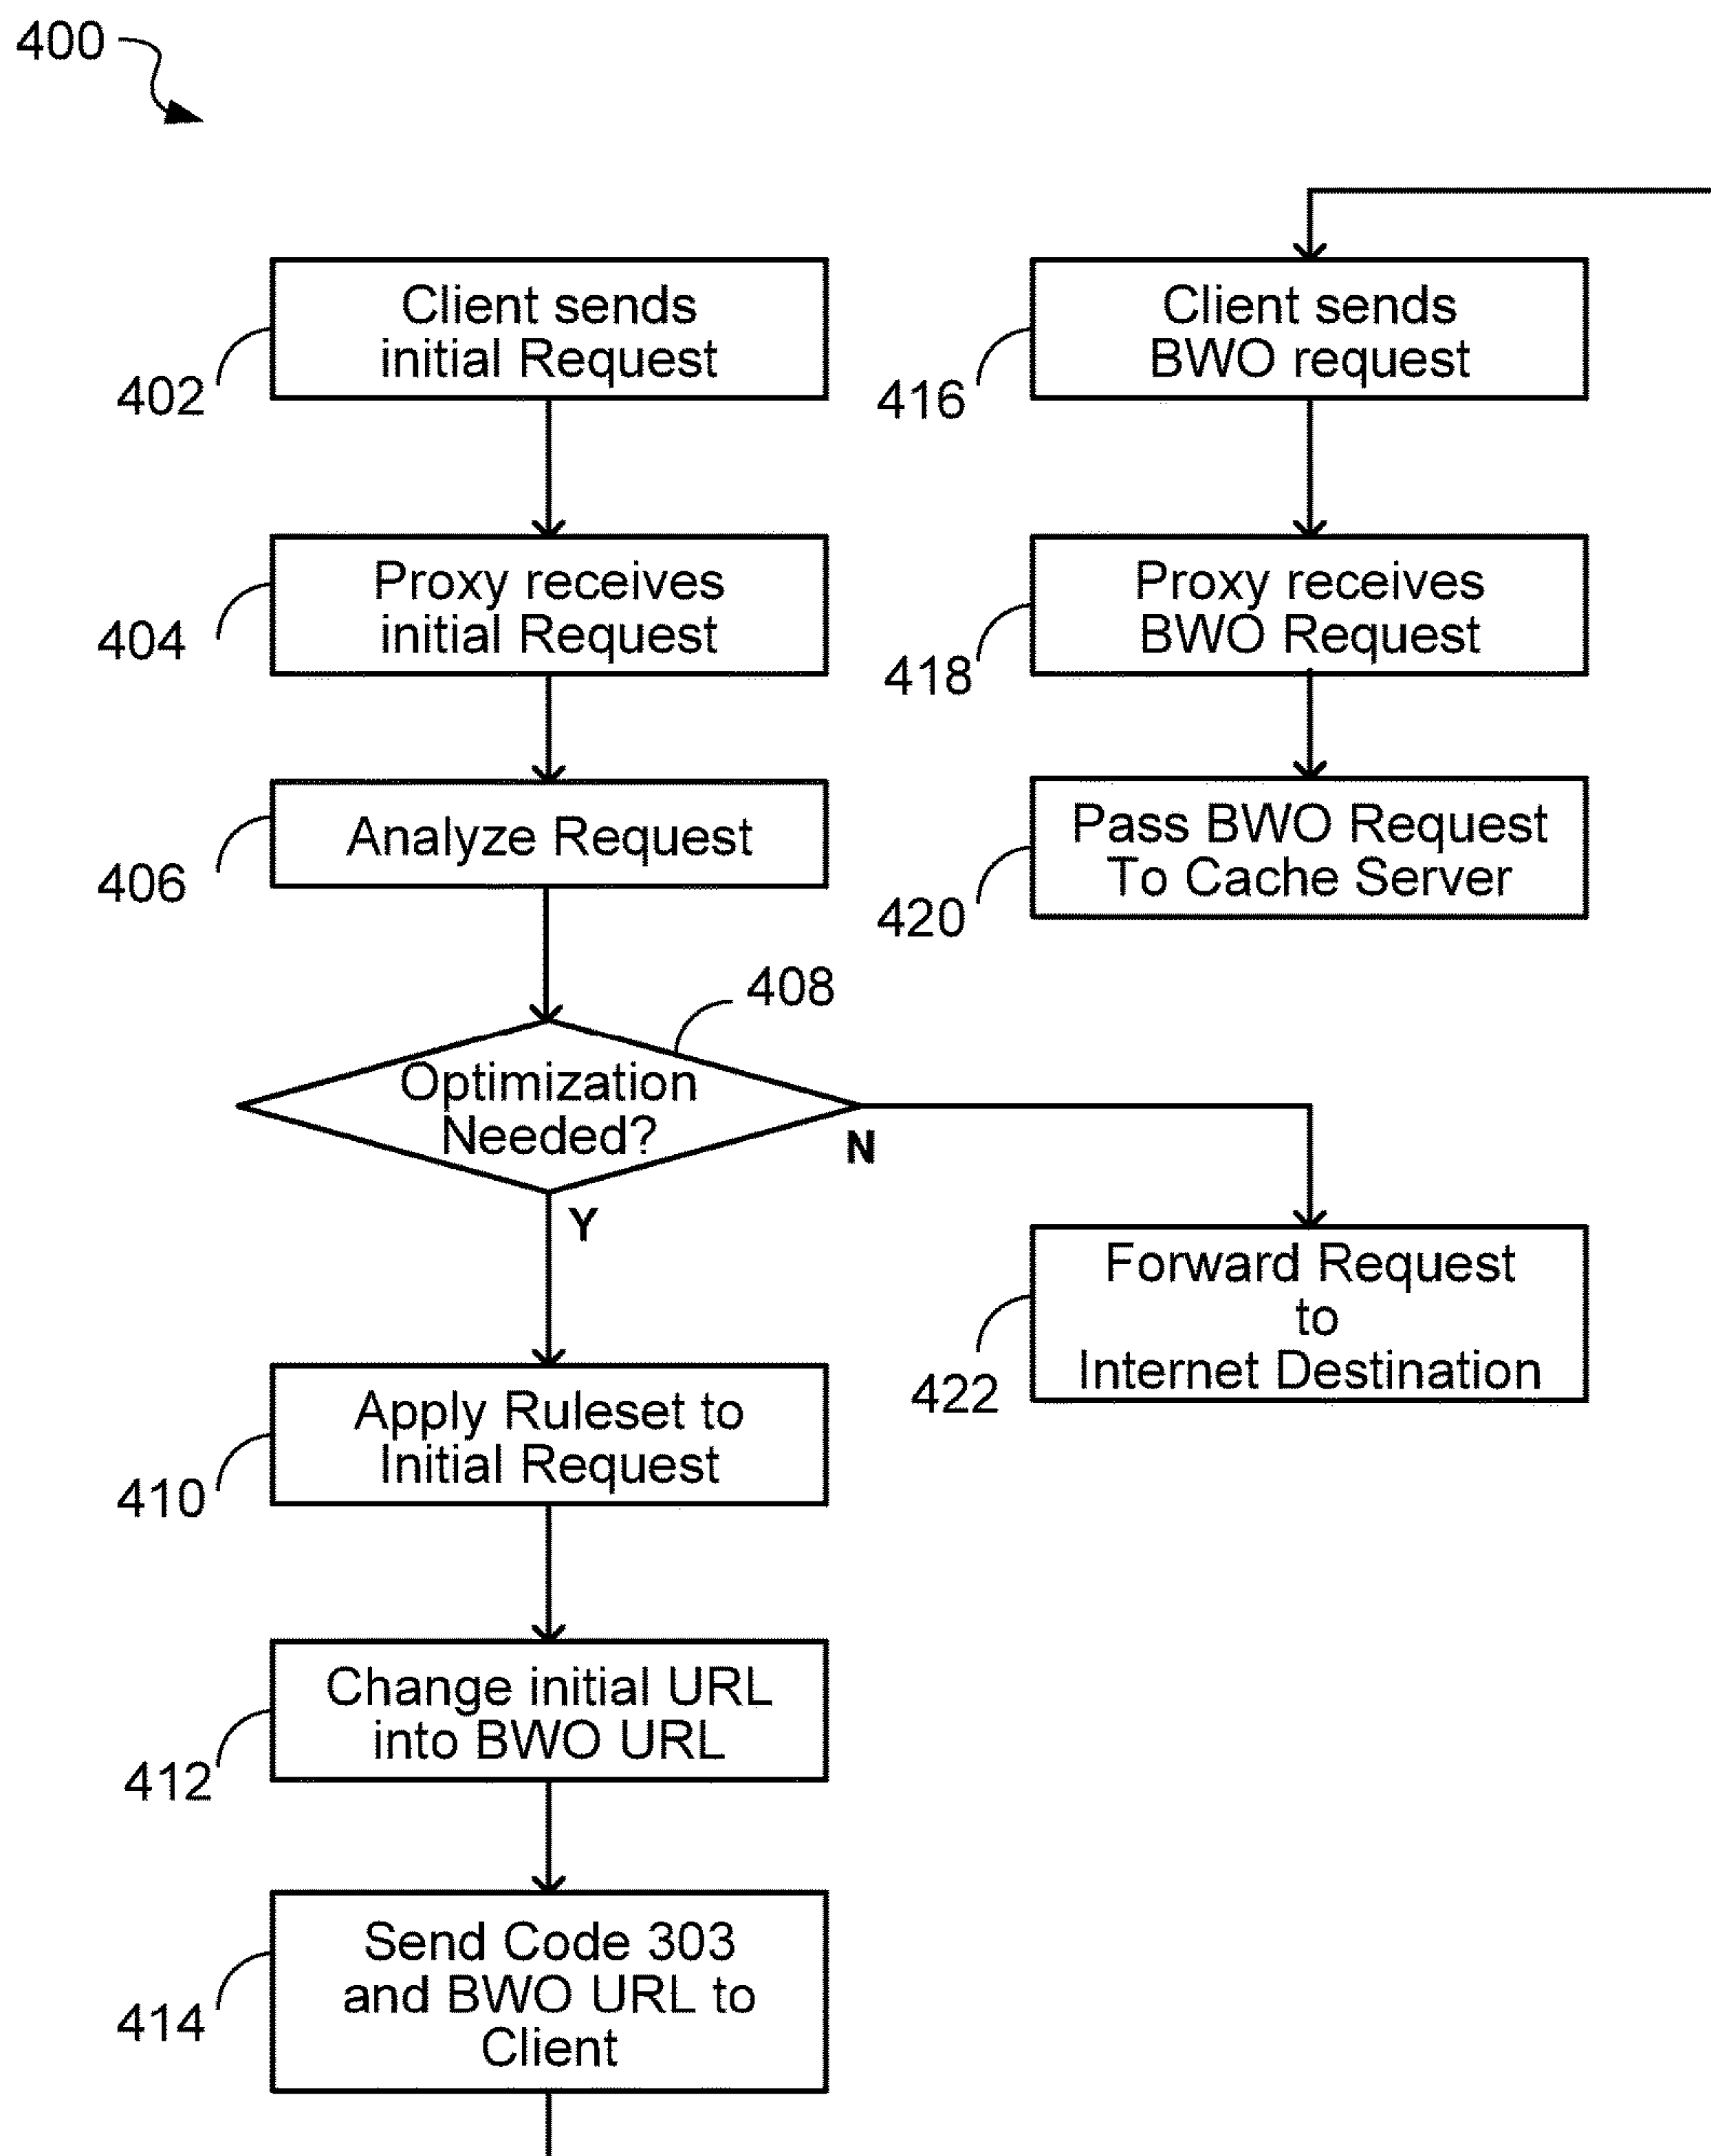 400
Client sends
initial Request
402
Proxy receives
initial Request
404
Analyze Request
406
408
Optimization
Needed?
N
Y
Apply Ruleset to
Initial Request
410
Change initial URL
into BWO URL
412
Send Code 303
and BWO URL to
Client
414
Client sends
BWO request
416
Proxy receives
BWO Request
418
Pass BWO Request
To Cache Server
420
Forward Request
to
Internet Destination
422